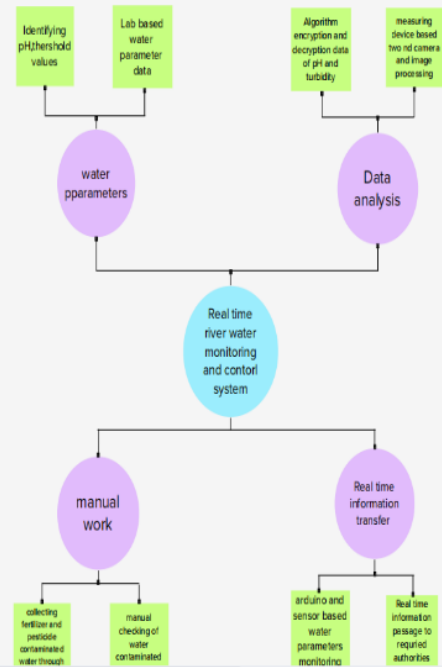 Identifying
pH,thershold
values
Lab based
water
parameter
data
Algorithm
encryption and
decryption data
of pH and
turbidity
measuring
device based
two nd camera
and image
processing
water
pparameters
Data
analysis
Real time
river water
monitoring
and contorl
system
manual
work
Real time
information
transfer
collecting
fertilizer and
pesticide
contaminated
water through
manual
checking of
water
contaminated
arduino and
sensor based
water
parameters
monitoring
Real time
information
passage to
requried
authorities